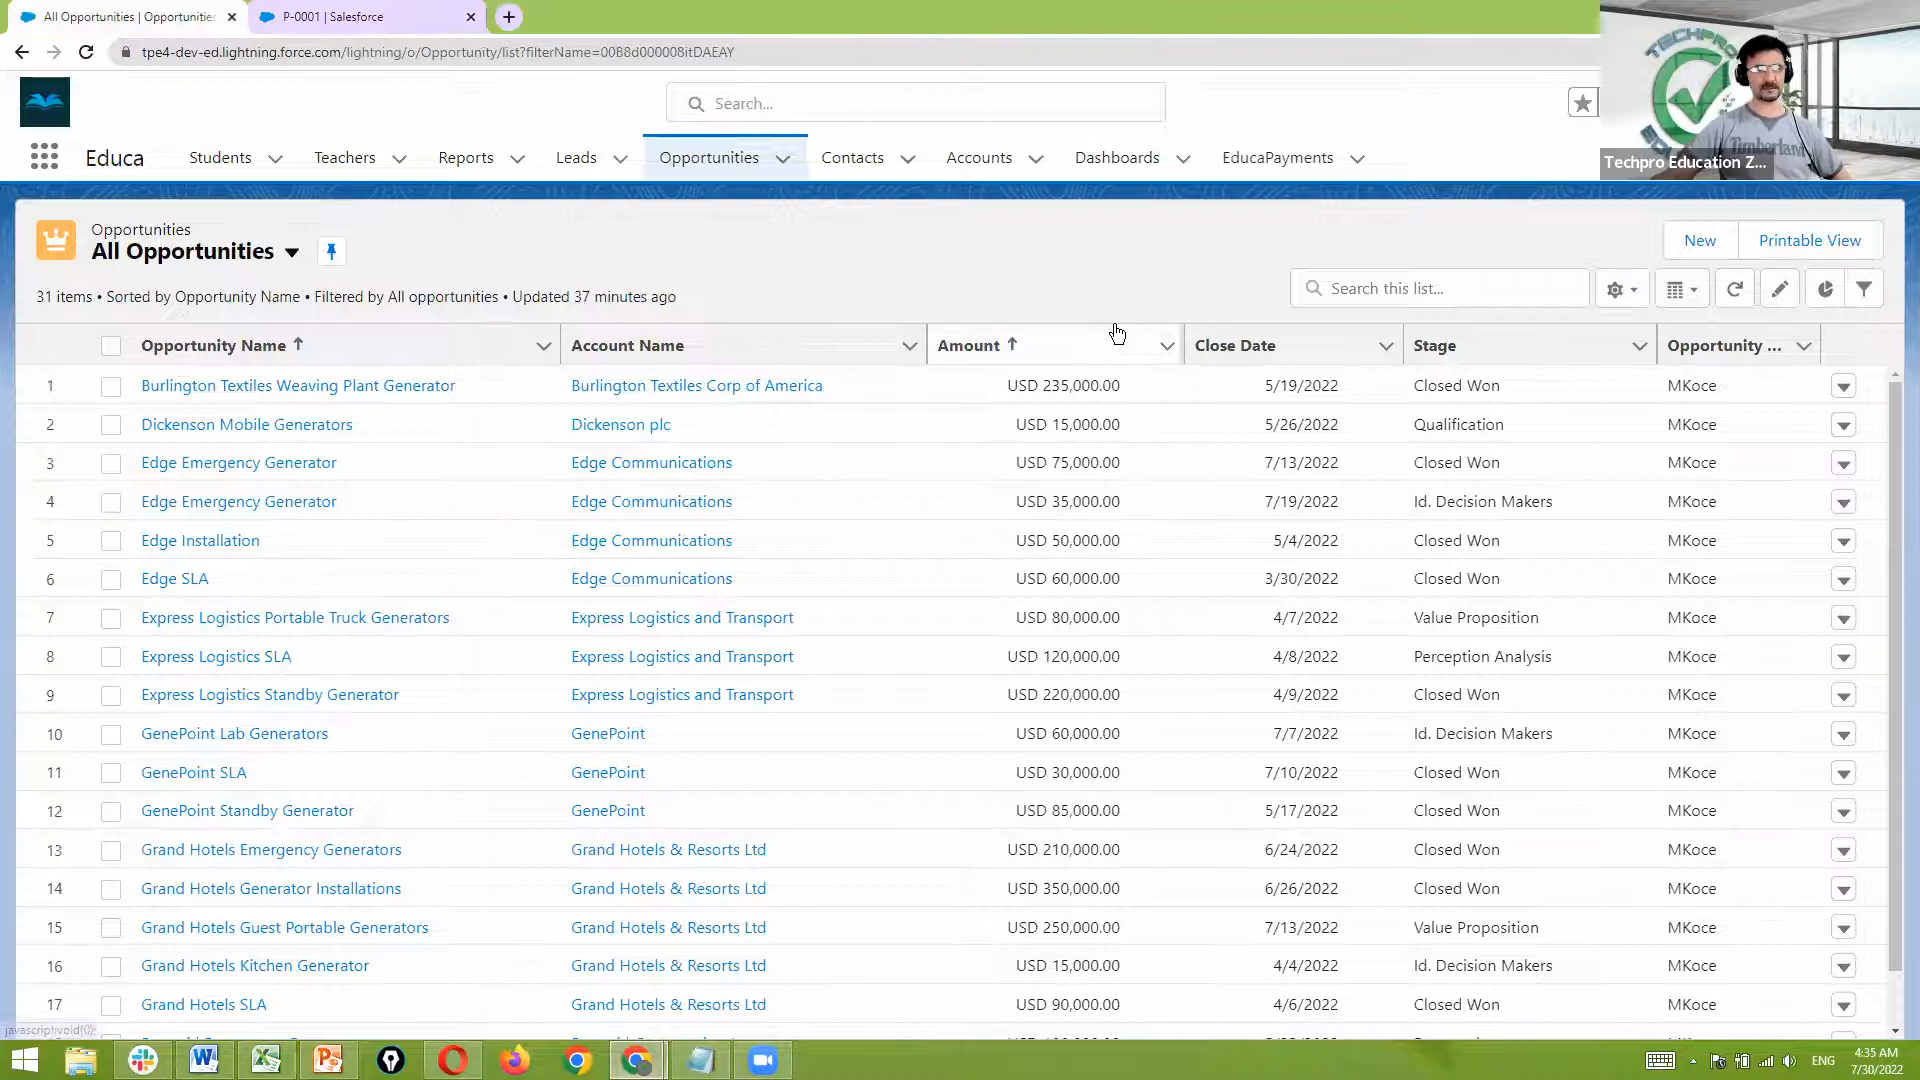 All Opportunities | Opportunitie
P-0001 | Salesforce
tpe4-dev-ed.lightning.force.com/lightning/o/Opportunity/list?filterName=00B8d000008itDAEAY
TECHPRO
Timberland
Techpro Education Z...
Search...
Educa
Students
Teachers
Reports
Leads
Opportunities
Contacts
Accounts
Dashboards
EducaPayments
Opportunities
All Opportunities
New
Printable View
31 items • Sorted by Opportunity Name • Filtered by All opportunities • Updated 37 minutes ago
Search this list...
Opportunity Name Account Name Amount Close Date Stage Opportunity ...
1 Burlington Textiles Weaving Plant Generator Burlington Textiles Corp of America USD 235,000.00 5/19/2022 Closed Won MKoce
2 Dickenson Mobile Generators Dickenson plc USD 15,000.00 5/26/2022 Qualification MKoce
3 Edge Emergency Generator Edge Communications USD 75,000.00 7/13/2022 Closed Won MKoce
4 Edge Emergency Generator Edge Communications USD 35,000.00 7/19/2022 Id. Decision Makers MKoce
5 Edge Installation Edge Communications USD 50,000.00 5/4/2022 Closed Won MKoce
6 Edge SLA Edge Communications USD 60,000.00 3/30/2022 Closed Won MKoce
7 Express Logistics Portable Truck Generators Express Logistics and Transport USD 80,000.00 4/7/2022 Value Proposition MKoce
8 Express Logistics SLA Express Logistics and Transport USD 120,000.00 4/8/2022 Perception Analysis MKoce
9 Express Logistics Standby Generator Express Logistics and Transport USD 220,000.00 4/9/2022 Closed Won MKoce
10 GenePoint Lab Generators GenePoint USD 60,000.00 7/7/2022 Id. Decision Makers MKoce
11 GenePoint SLA GenePoint USD 30,000.00 7/10/2022 Closed Won MKoce
12 GenePoint Standby Generator GenePoint USD 85,000.00 5/17/2022 Closed Won MKoce
13 Grand Hotels Emergency Generators Grand Hotels & Resorts Ltd USD 210,000.00 6/24/2022 Closed Won MKoce
14 Grand Hotels Generator Installations Grand Hotels & Resorts Ltd USD 350,000.00 6/26/2022 Closed Won MKoce
15 Grand Hotels Guest Portable Generators Grand Hotels & Resorts Ltd USD 250,000.00 7/13/2022 Value Proposition MKoce
16 Grand Hotels Kitchen Generator Grand Hotels & Resorts Ltd USD 15,000.00 4/4/2022 Id. Decision Makers MKoce
17 Grand Hotels SLA Grand Hotels & Resorts Ltd USD 90,000.00 4/6/2022 Closed Won MKoce
javascript:void(0);
ENG
4:35 AM
7/30/2022